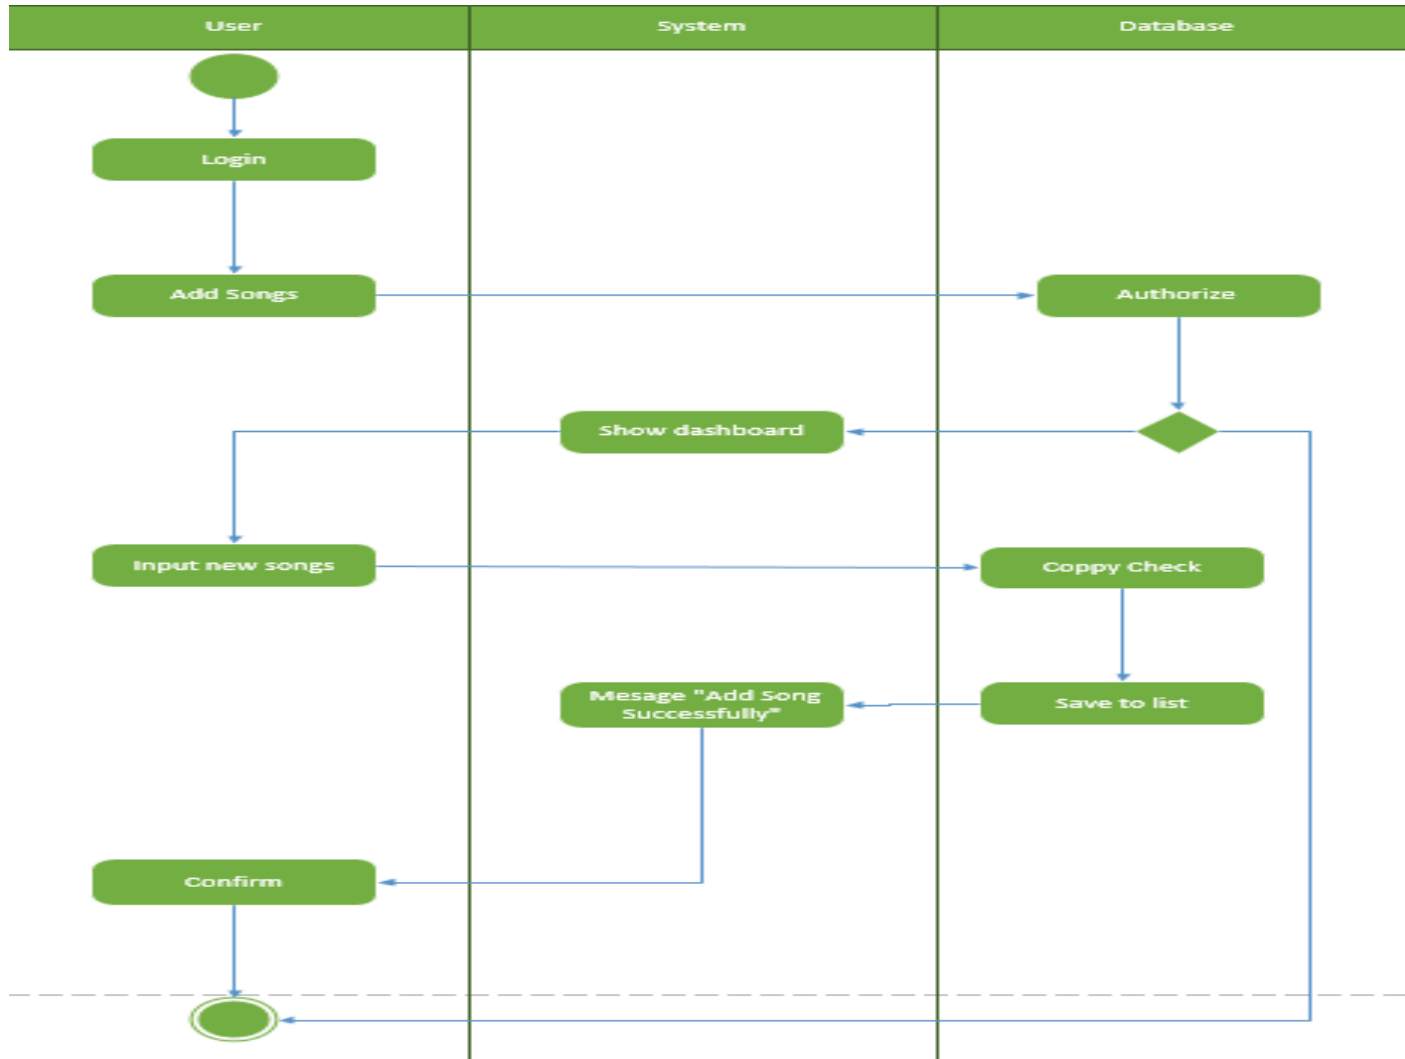 User
System
Database
Login
Add Songs
Authorize
Show dashboard
Input new songs
Coppy Check
Mesage "Add Song
Successfully"
Save to list
Confirm